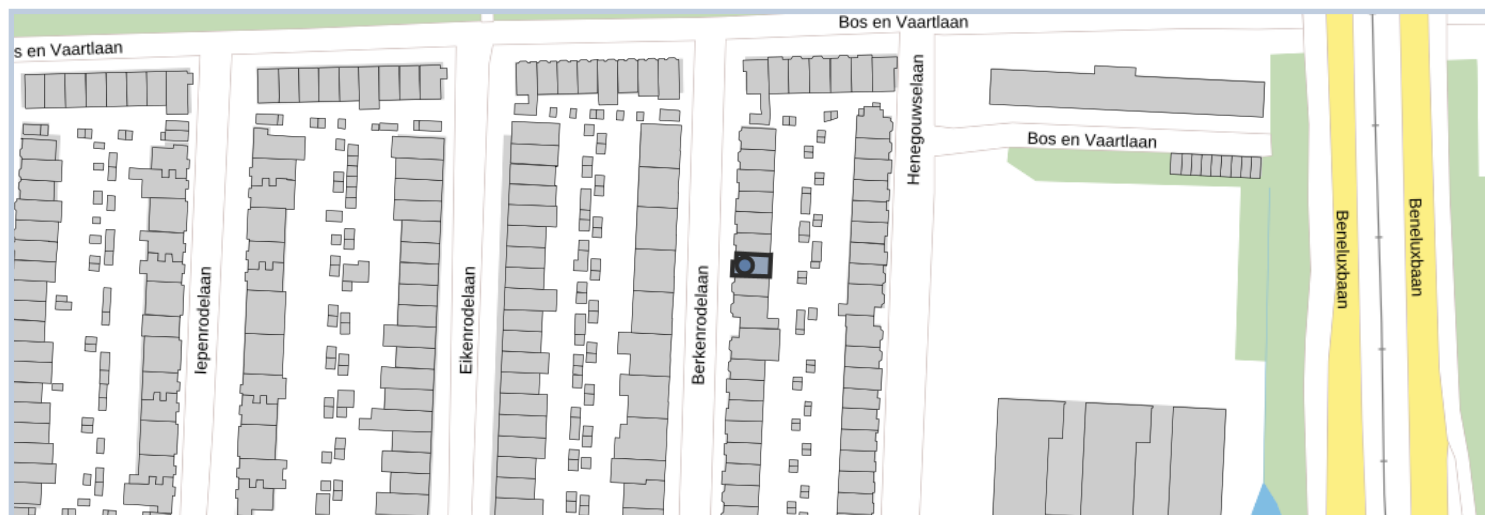 Bos en Vaartlaan
s en Vaartlaan
Bos en Vaartlaan
Henegouwselaan
Iepenrodelaan
Eikenrodelaan
Berkenrodelaan
Beneluxbaan
Beneluxbaan